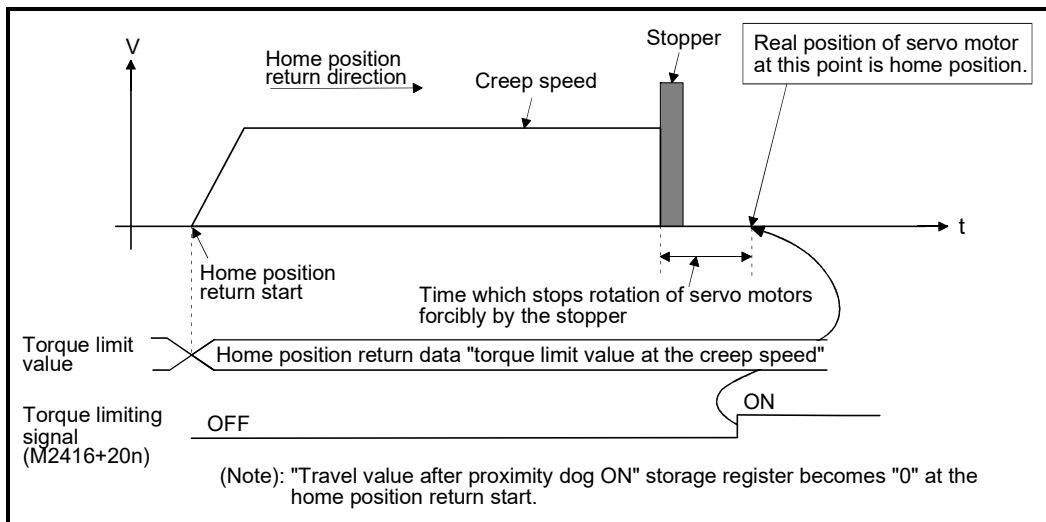 V
Home position
return direction
Creep speed
Stopper
Real position of servo motor
at this point is home position.
t
Home position
return start
Time which stops rotation of servo motors
forcibly by the stopper
Torque limit
value
Home position return data "torque limit value at the creep speed"
Torque limiting
signal
(M2416+20n)
OFF
ON
(Note): "Travel value after proximity dog ON" storage register becomes "0" at the
home position return start.